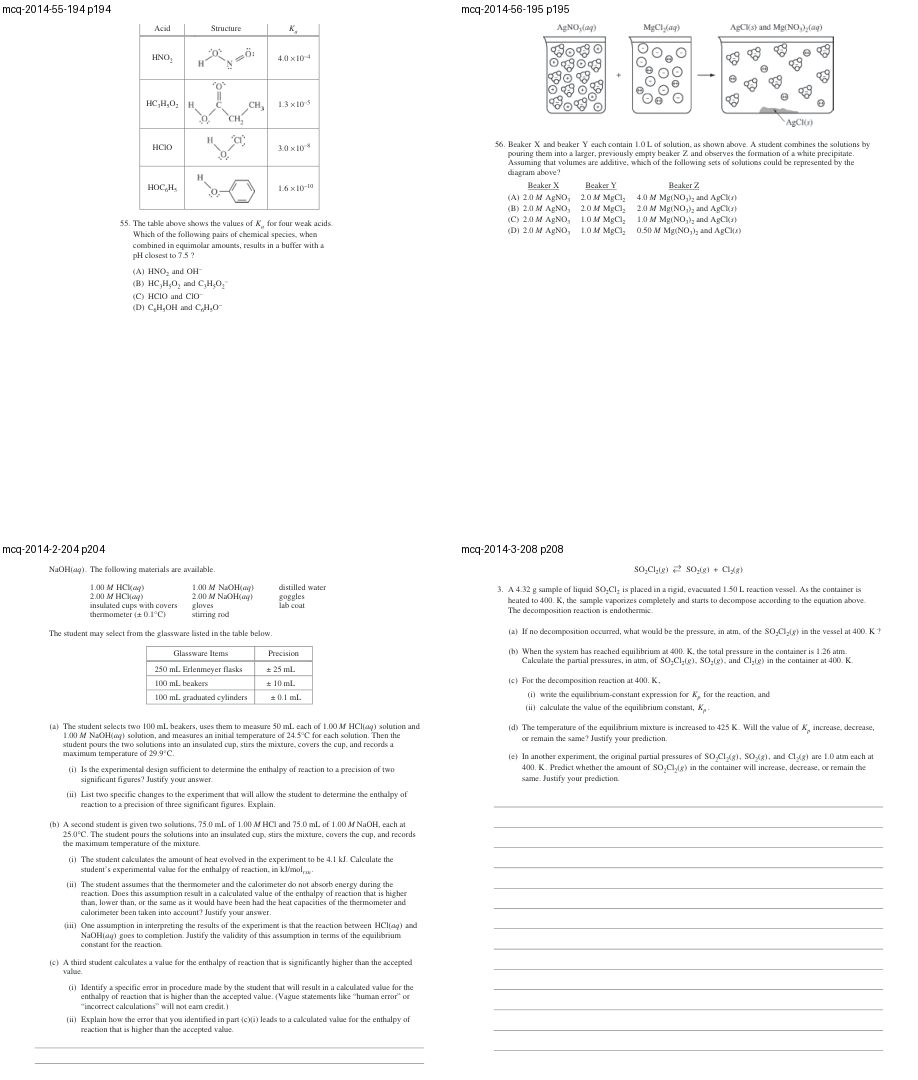 mcq-2014-55-194 p194
Acid Structure Kₐ
HNO₂ H O N O 4.0 ×10⁻⁴
HC₃H₅O₂ H O C O CH₂ CH₃ 1.3 ×10⁻⁵
HClO H O Cl 3.0 ×10⁻⁸
HOC₆H₅ H O 1.6 ×10⁻¹⁰
55. The table above shows the values of Kₐ for four weak acids.
Which of the following pairs of chemical species, when
combined in equimolar amounts, results in a buffer with a
pH closest to 7.5 ?
(A) HNO₂ and OH⁻
(B) HC₃H₅O₂ and C₃H₅O₂⁻
(C) HClO and ClO⁻
(D) C₆H₅OH and C₆H₅O⁻
mcq-2014-56-195 p195
AgNO₃(aq) MgCl₂(aq) AgCl(s) and Mg(NO₃)₂(aq)
+
AgCl(s)
56. Beaker X and beaker Y each contain 1.0 L of solution, as shown above. A student combines the solutions by
pouring them into a larger, previously empty beaker Z and observes the formation of a white precipitate.
Assuming that volumes are additive, which of the following sets of solutions could be represented by the
diagram above?
Beaker X Beaker Y Beaker Z
(A) 2.0 M AgNO₃ 2.0 M MgCl₂ 4.0 M Mg(NO₃)₂ and AgCl(s)
(B) 2.0 M AgNO₃ 2.0 M MgCl₂ 2.0 M Mg(NO₃)₂ and AgCl(s)
(C) 2.0 M AgNO₃ 1.0 M MgCl₂ 1.0 M Mg(NO₃)₂ and AgCl(s)
(D) 2.0 M AgNO₃ 1.0 M MgCl₂ 0.50 M Mg(NO₃)₂ and AgCl(s)
mcq-2014-2-204 p204
NaOH(aq). The following materials are available.
1.00 M HCl(aq) 1.00 M NaOH(aq) distilled water
2.00 M HCl(aq) 2.00 M NaOH(aq) goggles
insulated cups with covers gloves lab coat
thermometer (± 0.1°C) stirring rod
The student may select from the glassware listed in the table below.
Glassware Items Precision
250 mL Erlenmeyer flasks ± 25 mL
100 mL beakers ± 10 mL
100 mL graduated cylinders ± 0.1 mL
(a) The student selects two 100 mL beakers, uses them to measure 50 mL each of 1.00 M HCl(aq) solution and
1.00 M NaOH(aq) solution, and measures an initial temperature of 24.5°C for each solution. Then the
student pours the two solutions into an insulated cup, stirs the mixture, covers the cup, and records a
maximum temperature of 29.9°C.
(i) Is the experimental design sufficient to determine the enthalpy of reaction to a precision of two
significant figures? Justify your answer.
(ii) List two specific changes to the experiment that will allow the student to determine the enthalpy of
reaction to a precision of three significant figures. Explain.
(b) A second student is given two solutions, 75.0 mL of 1.00 M HCl and 75.0 mL of 1.00 M NaOH, each at
25.0°C. The student pours the solutions into an insulated cup, stirs the mixture, covers the cup, and records
the maximum temperature of the mixture.
(i) The student calculates the amount of heat evolved in the experiment to be 4.1 kJ. Calculate the
student's experimental value for the enthalpy of reaction, in kJ/molᵣₓₙ.
(ii) The student assumes that the thermometer and the calorimeter do not absorb energy during the
reaction. Does this assumption result in a calculated value of the enthalpy of reaction that is higher
than, lower than, or the same as it would have been had the heat capacities of the thermometer and
calorimeter been taken into account? Justify your answer.
(iii) One assumption in interpreting the results of the experiment is that the reaction between HCl(aq) and
NaOH(aq) goes to completion. Justify the validity of this assumption in terms of the equilibrium
constant for the reaction.
(c) A third student calculates a value for the enthalpy of reaction that is significantly higher than the accepted
value.
(i) Identify a specific error in procedure made by the student that will result in a calculated value for the
enthalpy of reaction that is higher than the accepted value. (Vague statements like “human error” or
“incorrect calculations” will not earn credit.)
(ii) Explain how the error that you identified in part (c)(i) leads to a calculated value for the enthalpy of
reaction that is higher than the accepted value.
mcq-2014-3-208 p208
SO₂Cl₂(g) ⇄ SO₂(g) + Cl₂(g)
3. A 4.32 g sample of liquid SO₂Cl₂ is placed in a rigid, evacuated 1.50 L reaction vessel. As the container is
heated to 400. K, the sample vaporizes completely and starts to decompose according to the equation above.
The decomposition reaction is endothermic.
(a) If no decomposition occurred, what would be the pressure, in atm, of the SO₂Cl₂(g) in the vessel at 400. K ?
(b) When the system has reached equilibrium at 400. K, the total pressure in the container is 1.26 atm.
Calculate the partial pressures, in atm, of SO₂Cl₂(g), SO₂(g), and Cl₂(g) in the container at 400. K.
(c) For the decomposition reaction at 400. K,
(i) write the equilibrium-constant expression for Kₚ for the reaction, and
(ii) calculate the value of the equilibrium constant, Kₚ.
(d) The temperature of the equilibrium mixture is increased to 425 K. Will the value of Kₚ increase, decrease,
or remain the same? Justify your prediction.
(e) In another experiment, the original partial pressures of SO₂Cl₂(g), SO₂(g), and Cl₂(g) are 1.0 atm each at
400. K. Predict whether the amount of SO₂Cl₂(g) in the container will increase, decrease, or remain the
same. Justify your prediction.